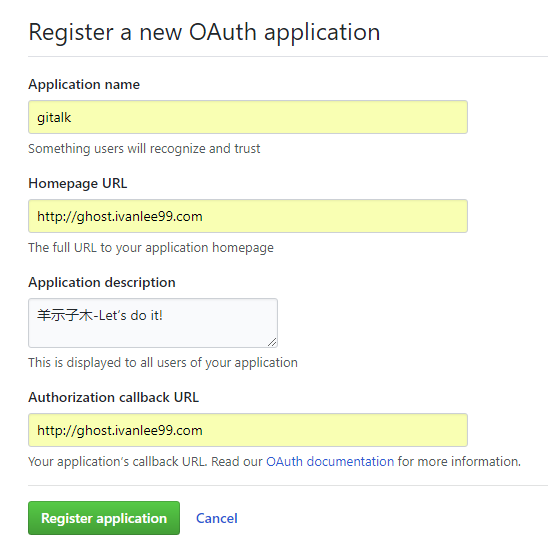 Register a new OAuth application
Application name
gitalk
Something users will recognize and trust
Homepage URL
http://ghost.ivanlee99.com
The full URL to your application homepage
Application description
羊示子木-Let's do it!
This is displayed to all users of your application
Authorization callback URL
http://ghost.ivanlee99.com
Your application's callback URL. Read our OAuth documentation for more information.
Register application Cancel